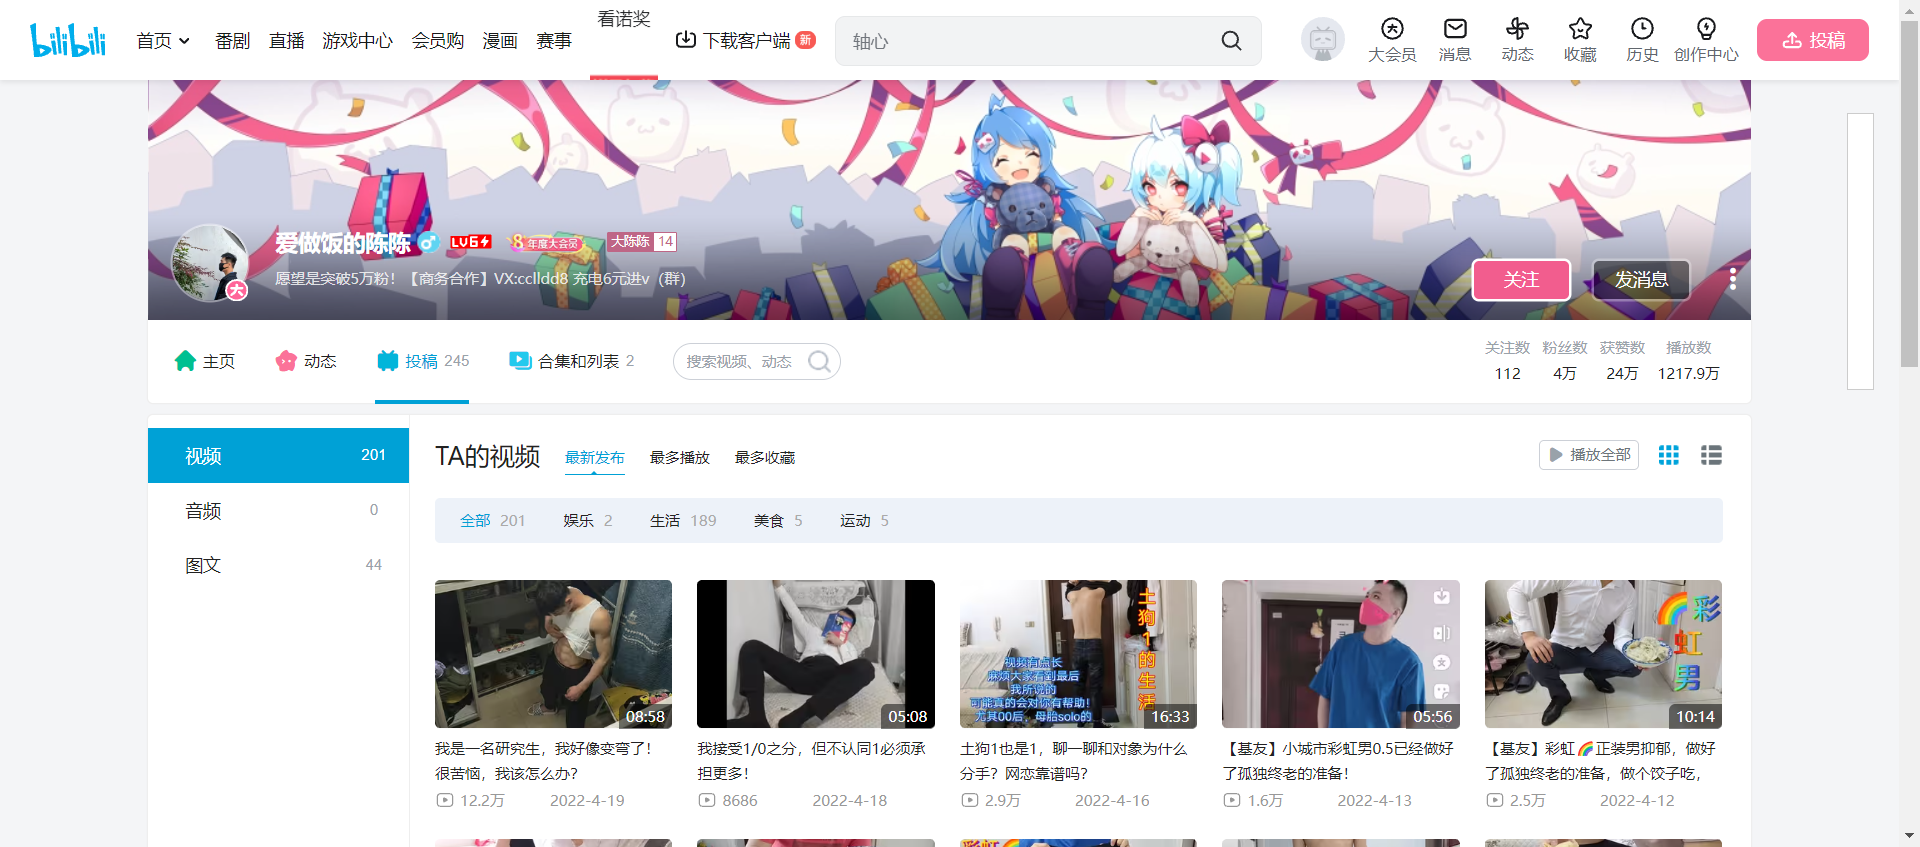 bilibili
首页 番剧 直播 游戏中心 会员购 漫画 赛事 看诺奖 下载客户端 新
轴心
大会员 消息 动态 收藏 历史 创作中心 投稿
爱做饭的陈陈 LV6 年度大会员 大陈陈 14
大
愿望是突破5万粉！【商务合作】VX:cclldd8 充电6元进v（群）
关注 发消息
主页 动态 投稿 245 合集和列表 2 搜索视频、动态
关注数 粉丝数 获赞数 播放数
112 4万 24万 1217.9万
视频 201
音频 0
图文 44
TA的视频 最新发布 最多播放 最多收藏 播放全部
全部 201 娱乐 2 生活 189 美食 5 运动 5
08:58
我是一名研究生，我好像变弯了！
很苦恼，我该怎么办？
12.2万 2022-4-19
05:08
我接受1/0之分，但不认同1必须承
担更多！
8686 2022-4-18
土狗1的生活
视频有点长
麻烦大家看到最后
我所说的
可能真的会对你有帮助！
尤其00后，母胎solo的
16:33
土狗1也是1，聊一聊和对象为什么
分手？网恋靠谱吗？
2.9万 2022-4-16
05:56
【基友】小城市彩虹男0.5已经做好
了孤独终老的准备！
1.6万 2022-4-13
彩虹男
10:14
【基友】彩虹🌈正装男抑郁，做好
了孤独终老的准备，做个饺子吃，
2.5万 2022-4-12